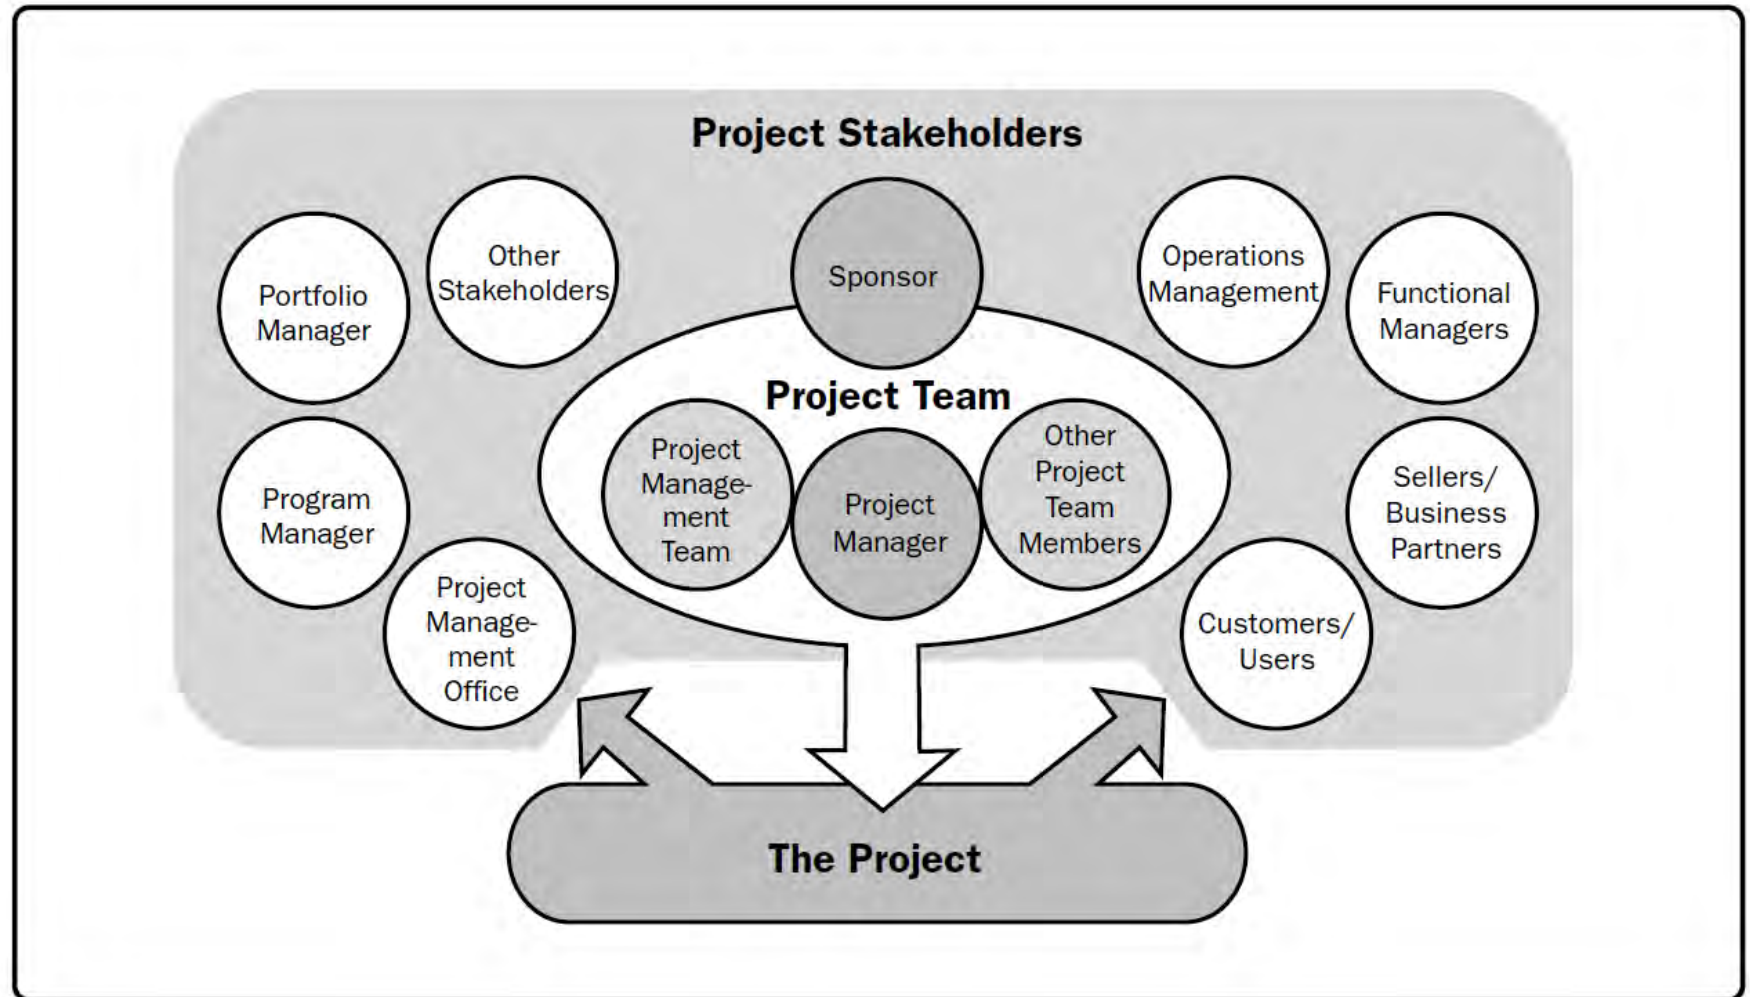 Project Stakeholders
Portfolio
Manager
Other
Stakeholders
Sponsor
Operations
Management
Functional
Managers
Project Team
Program
Manager
Project
Manage-
ment
Team
Project
Manager
Other
Project
Team
Members
Sellers/
Business
Partners
Project
Manage-
ment
Office
Customers/
Users
The Project